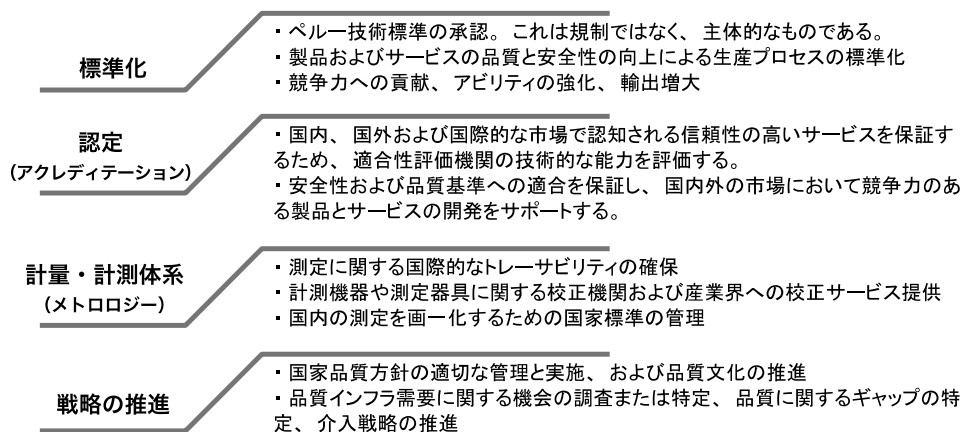 標準化
・ペルー技術標準の承認。これは規制ではなく、主体的なものである。
・製品およびサービスの品質と安全性の向上による生産プロセスの標準化
・競争力への貢献、アビリティの強化、輸出増大
認定
（アクレディテーション）
・国内、国外および国際的な市場で認知される信頼性の高いサービスを保証す
るため、適合性評価機関の技術的な能力を評価する。
・安全性および品質基準への適合を保証し、国内外の市場において競争力のあ
る製品とサービスの開発をサポートする。
計量・計測体系
（メトロロジー）
・測定に関する国際的なトレーサビリティの確保
・計測機器や測定器具に関する校正機関および産業界への校正サービス提供
・国内の測定を画一化するための国家標準の管理
戦略の推進
・国家品質方針の適切な管理と実施、および品質文化の推進
・品質インフラ需要に関する機会の調査または特定、品質に関するギャップの特
定、介入戦略の推進